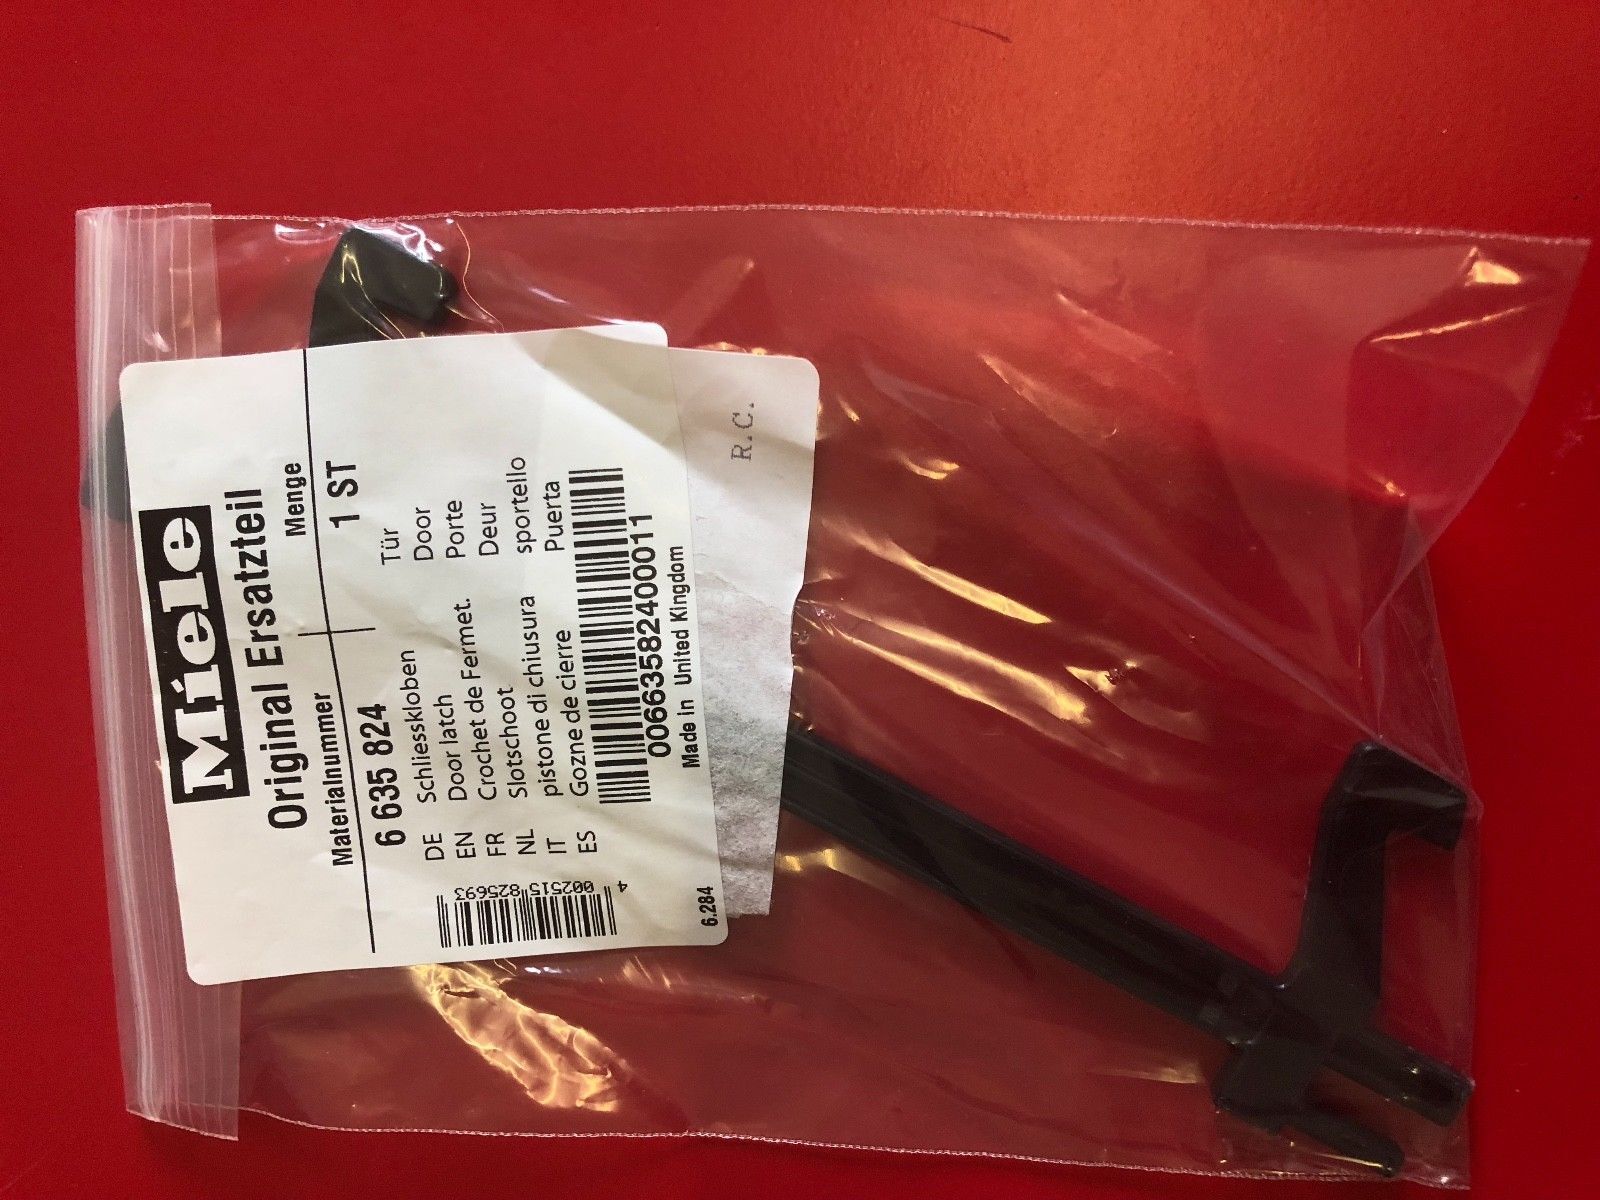 Miele
Original Ersatzteil
Materialnummer Menge
6 635 824 1 ST
DE Schliesskloben Tür
EN Door latch Door
FR Crochet de Fermet. Porte
NL Slotschoot Deur
IT pistone di chiusura sportello
ES Gozne de cierre Puerta
4 002515 825693
00663582400011
Made in United Kingdom
6.284
R.C.